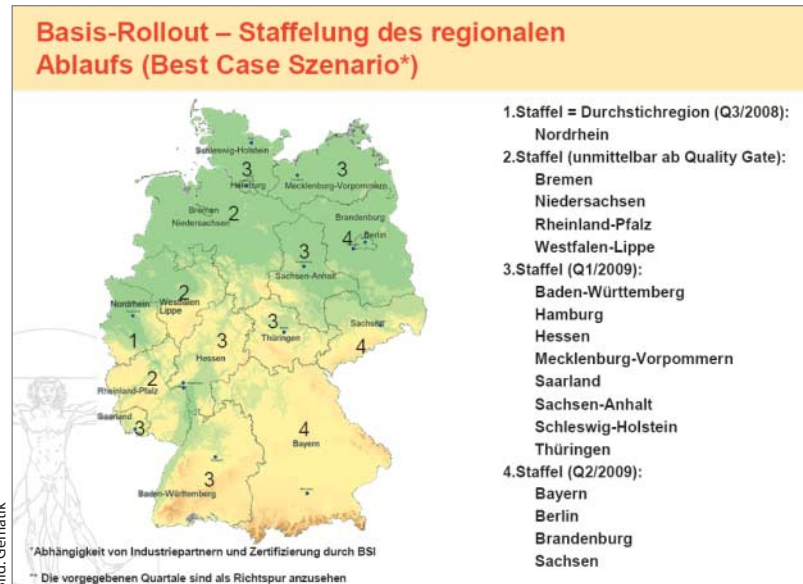 Basis-Rollout – Staffelung des regionalen
Ablaufs (Best Case Szenario*)
1.Staffel = Durchstichregion (Q3/2008):
Nordrhein
2.Staffel (unmittelbar ab Quality Gate):
Bremen
Niedersachsen
Rheinland-Pfalz
Westfalen-Lippe
3.Staffel (Q1/2009):
Baden-Württemberg
Hamburg
Hessen
Mecklenburg-Vorpommern
Saarland
Sachsen-Anhalt
Schleswig-Holstein
Thüringen
4.Staffel (Q2/2009):
Bayern
Berlin
Brandenburg
Sachsen
Schleswig-Holstein
3
3
Hamburg
Mecklenburg-Vorpommern
Bremen
2
Niedersachsen
Brandenburg
4
Berlin
3
Sachsen-Anhalt
2
Nordrhein
Westfalen
Lippe
1
3
Hessen
3
Thüringen
Sachsen
4
2
Rheinland-Pfalz
Saarland
3
4
Bayern
3
Baden-Württemberg
*Abhängigkeit von Industriepartnern und Zertifizierung durch BSI
** Die vorgegebenen Quartale sind als Richtspur anzusehen
Gematik